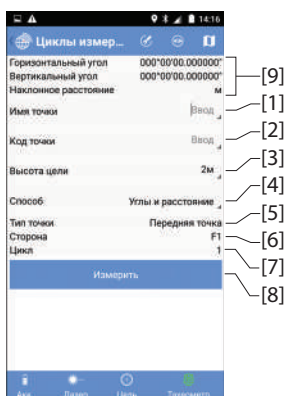 14:16
Циклы измер...
Горизонтальный угол 000°00'00.000000"
Вертикальный угол 000°00'00.000000"
Наклонное расстояние м [9]
Имя точки Ввод [1]
Код точки Ввод [2]
Высота цели 2м [3]
Способ Углы и расстояние [4]
Тип точки Передняя точка [5]
Сторона F1 [6]
Цикл 1 [7]
Измерить [8]
Лазер Цель Тахеометр